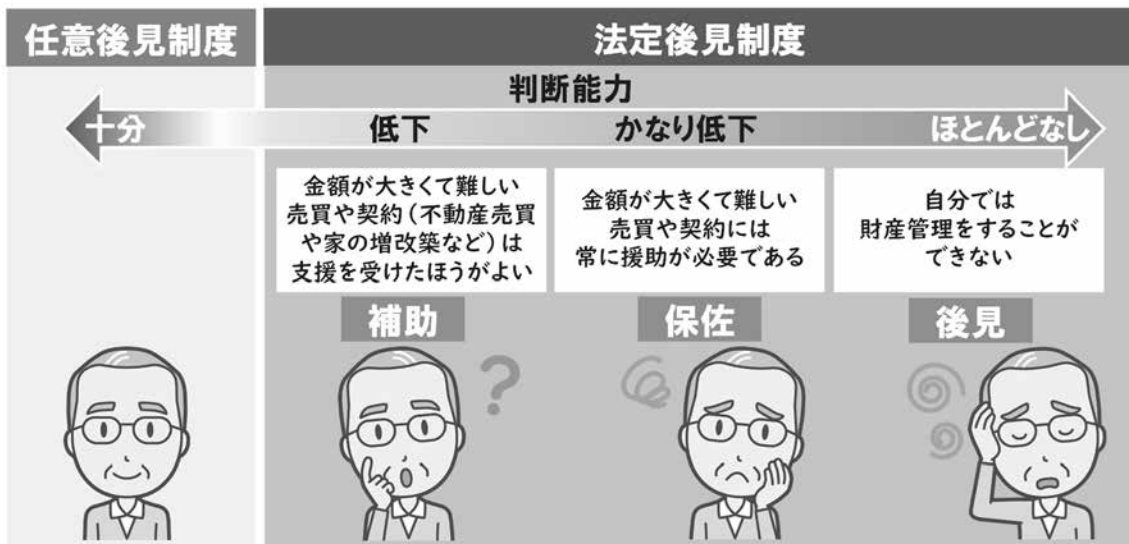 任意後見制度
法定後見制度
判断能力
十分
低下
かなり低下
ほとんどなし
金額が大きくて難しい
売買や契約（不動産売買
や家の増改築など）は
支援を受けたほうがよい
金額が大きくて難しい
売買や契約には
常に援助が必要である
自分では
財産管理をすることが
できない
補助
保佐
後見
?